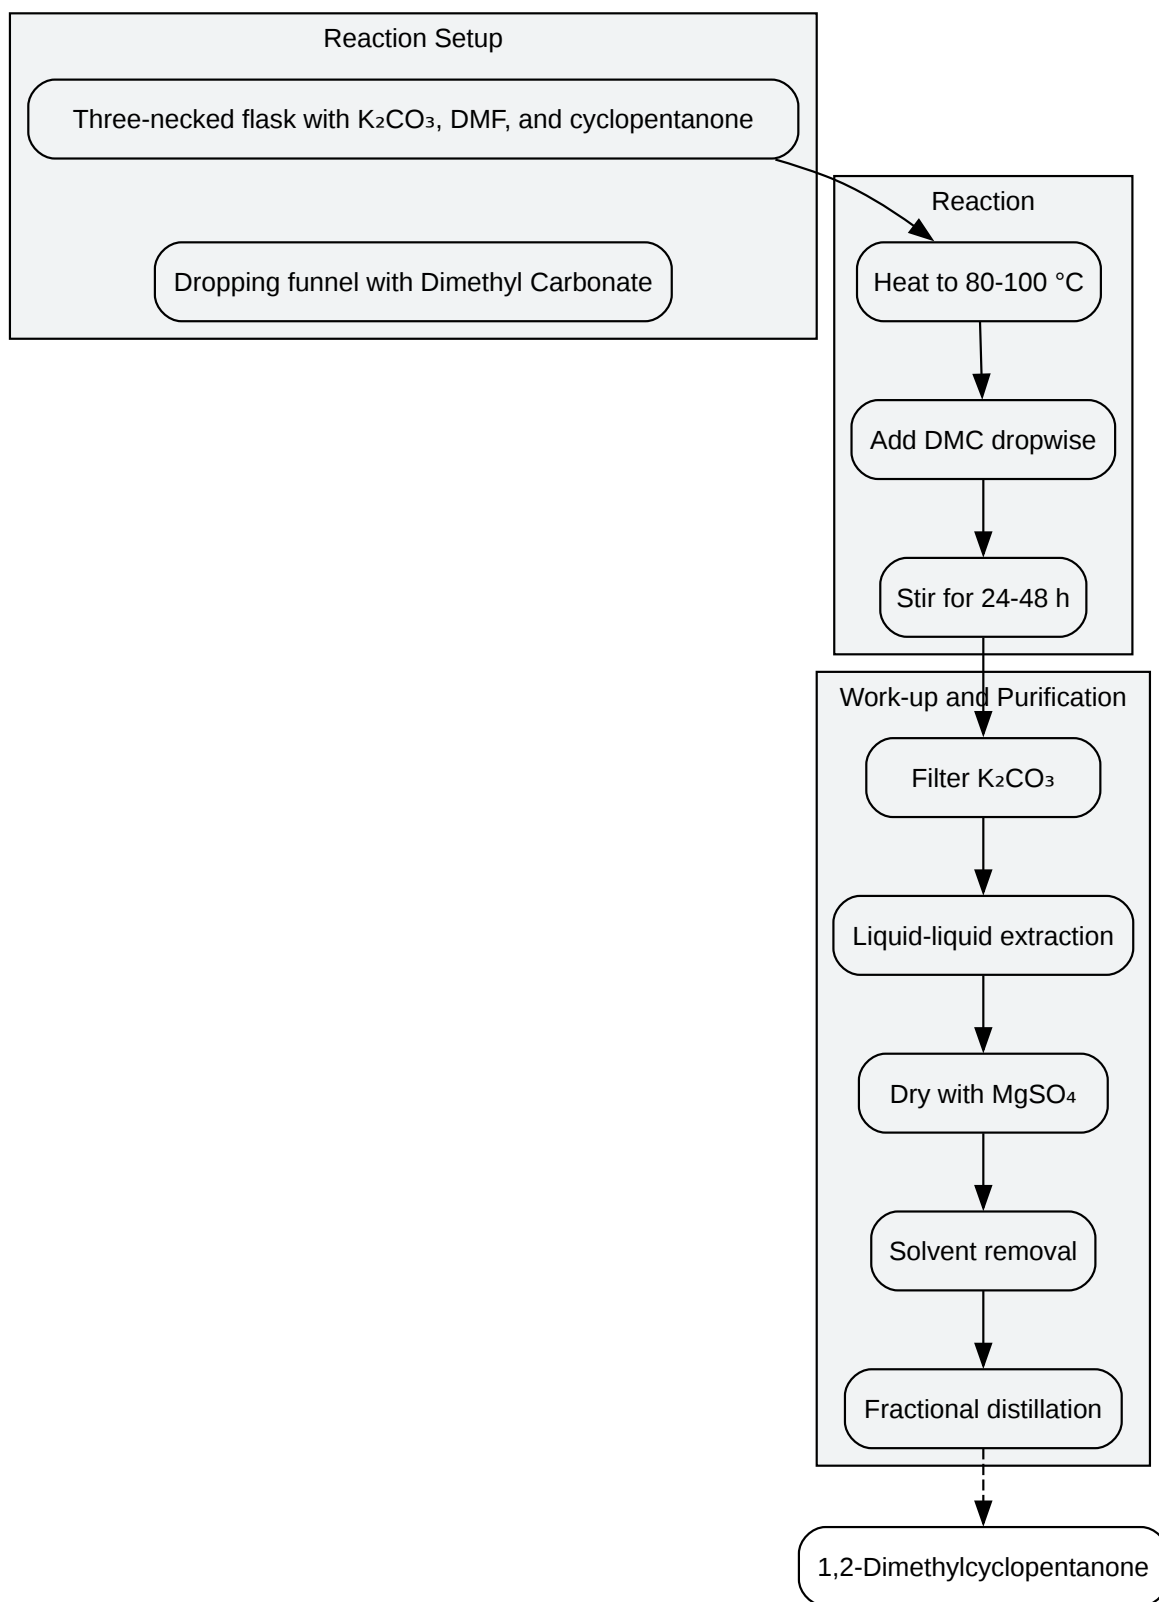 Reaction Setup
Three-necked flask with K₂CO₃, DMF, and cyclopentanone
Dropping funnel with Dimethyl Carbonate
Reaction
Heat to 80-100 °C
Add DMC dropwise
Stir for 24-48 h
Work-up and Purification
Filter K₂CO₃
Liquid-liquid extraction
Dry with MgSO₄
Solvent removal
Fractional distillation
1,2-Dimethylcyclopentanone